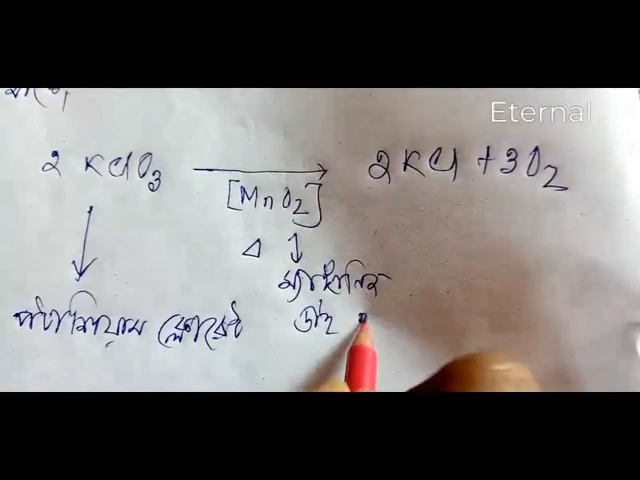 Eternal
2 KClO₃ ⟶ 2KCl + 3O₂
[MnO₂]
Δ
পটাসিয়াম ক্লোরেট
ডাই